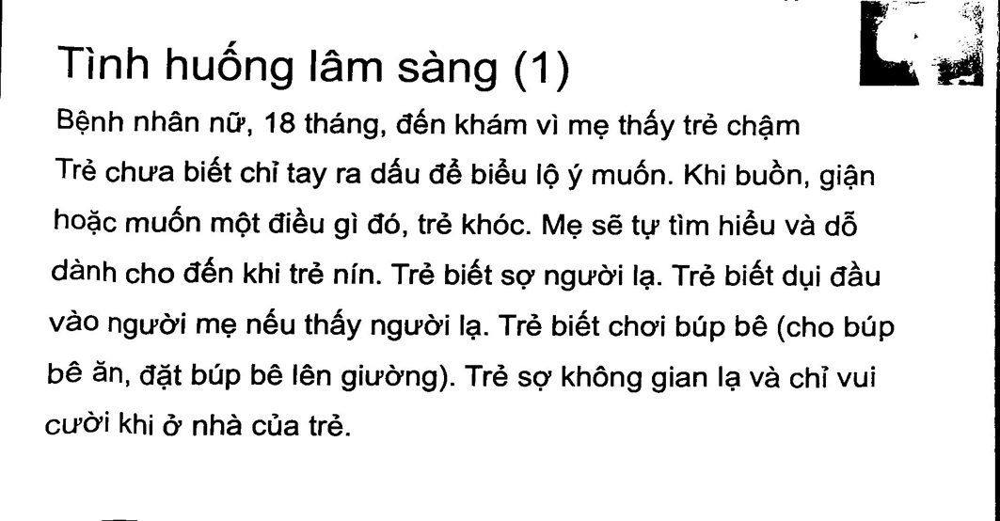 Tình huống lâm sàng (1)
Bệnh nhân nữ, 18 tháng, đến khám vì mẹ thấy trẻ chậm
Trẻ chưa biết chỉ tay ra dấu để biểu lộ ý muốn. Khi buồn, giận
hoặc muốn một điều gì đó, trẻ khóc. Mẹ sẽ tự tìm hiểu và dỗ
dành cho đến khi trẻ nín. Trẻ biết sợ người lạ. Trẻ biết dụi đầu
vào người mẹ nếu thấy người lạ. Trẻ biết chơi búp bê (cho búp
bê ăn, đặt búp bê lên giường). Trẻ sợ không gian lạ và chỉ vui
cười khi ở nhà của trẻ.